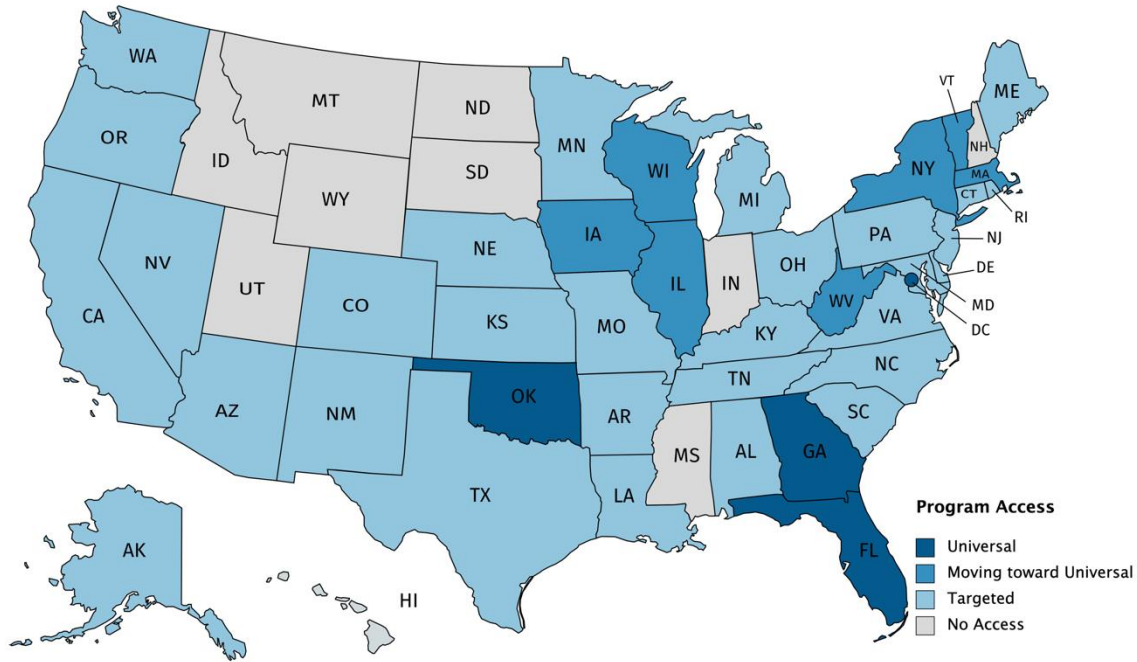 WA
MT
ND
MN
VT
ME
OR
ID
SD
WI
NY
NH
MA
WY
MI
CT
RI
IA
PA
NJ
NE
NV
UT
IL
IN
OH
DE
CO
WV
MD
CA
KS
MO
VA
DC
KY
NC
TN
OK
AZ
NM
AR
SC
MS
AL
GA
TX
LA
AK
FL
HI
Program Access
Universal
Moving toward Universal
Targeted
No Access